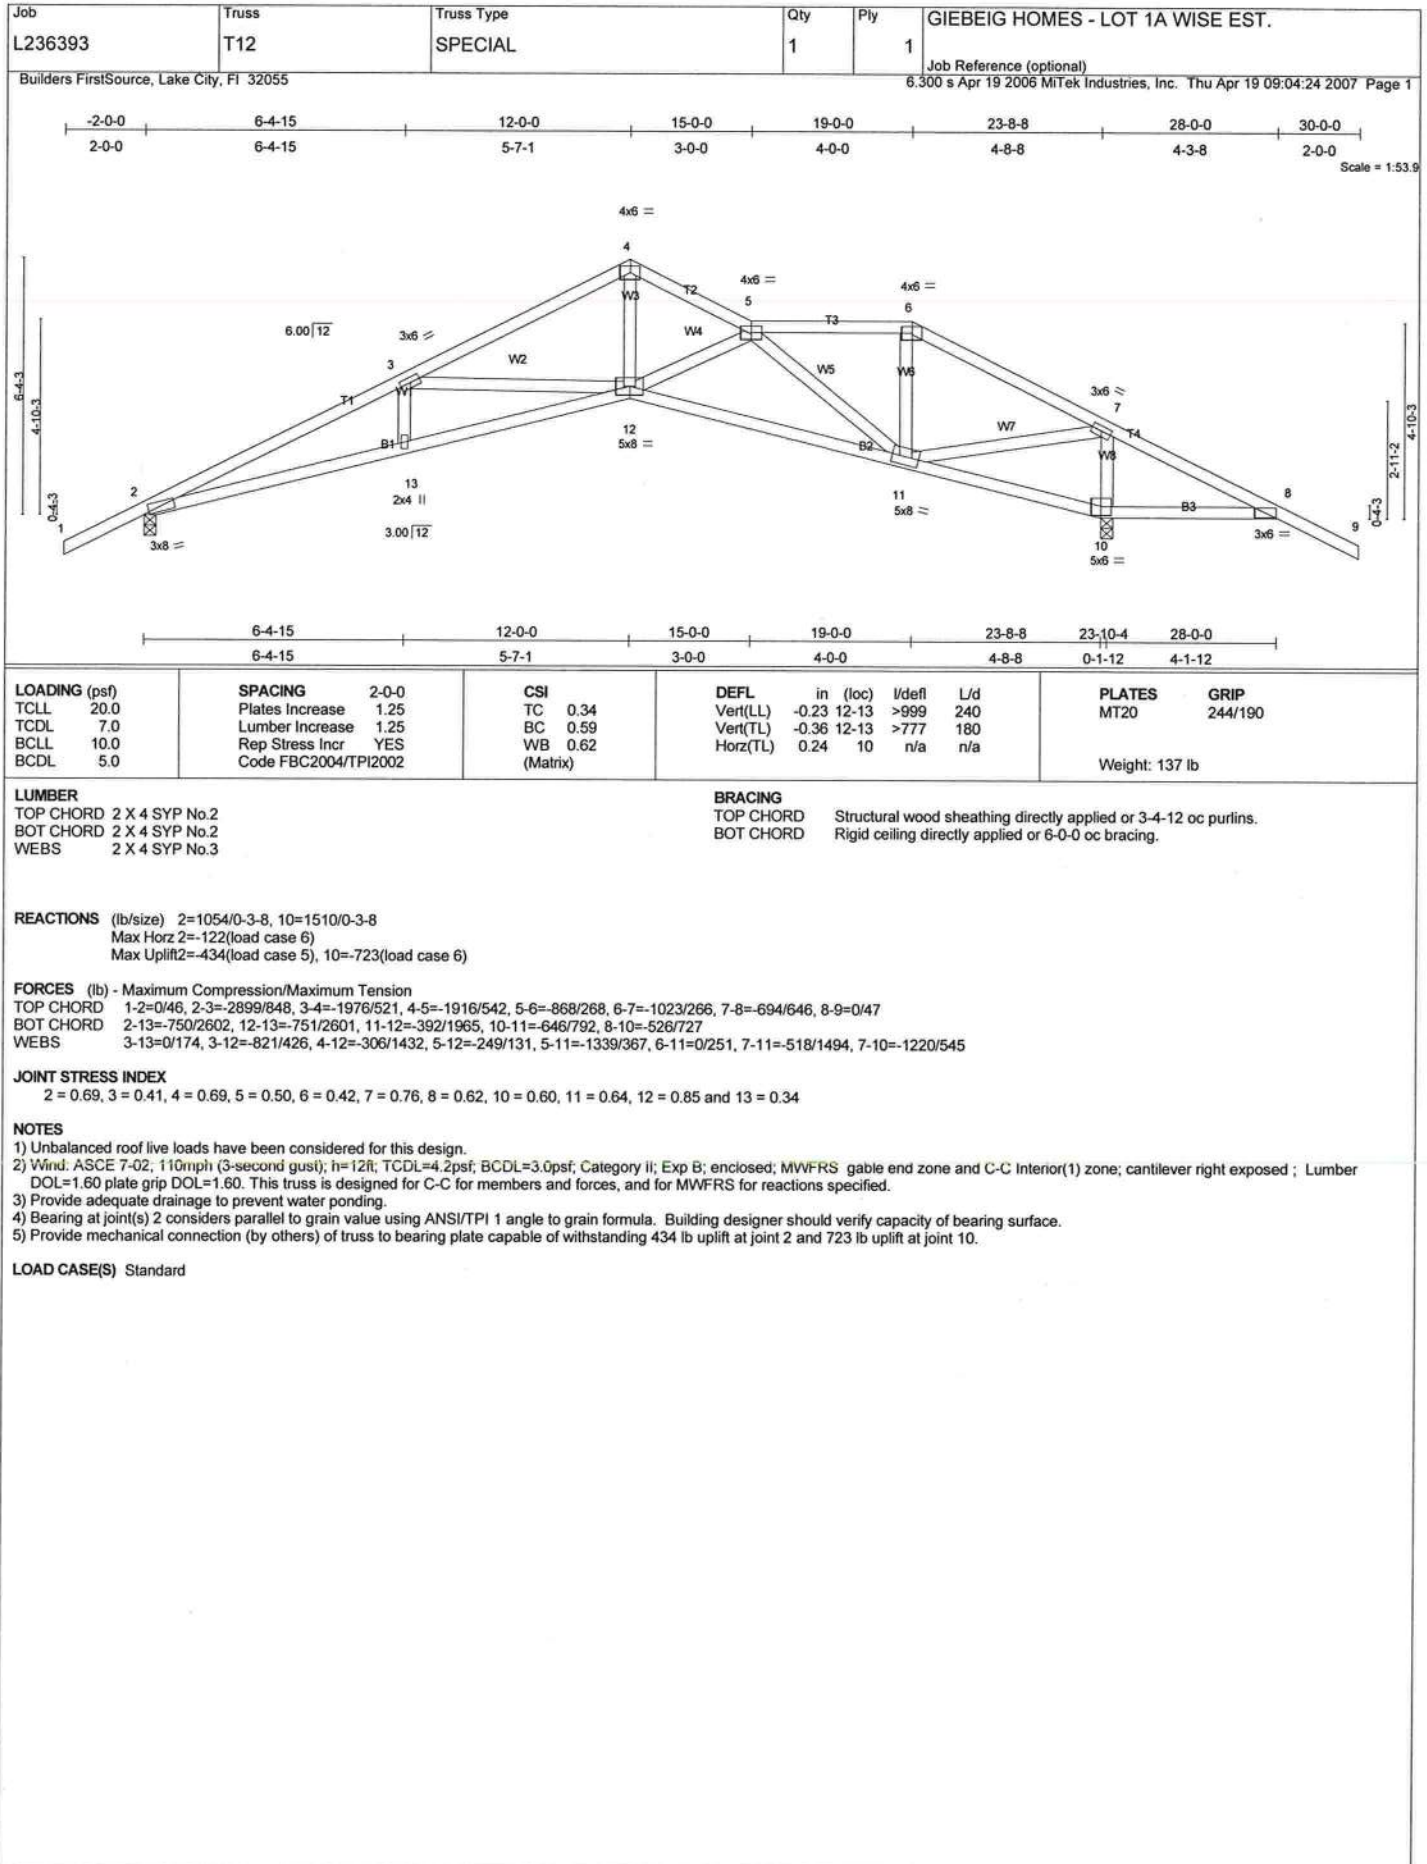 Job Truss Truss Type Qty Ply GIEBEIG HOMES - LOT 1A WISE EST.
L236393 T12 SPECIAL 1 1
Job Reference (optional)
Builders FirstSource, Lake City, Fl 32055 6.300 s Apr 19 2006 MiTek Industries, Inc. Thu Apr 19 09:04:24 2007 Page 1
-2-0-0 6-4-15 12-0-0 15-0-0 19-0-0 23-8-8 28-0-0 30-0-0
2-0-0 6-4-15 5-7-1 3-0-0 4-0-0 4-8-8 4-3-8 2-0-0
Scale = 1:53.9
4x6 =
4
4x6 =
4x6 =
W3 T2 5 6
6.00 12 3x6 = W4 T3
3 W2 W5 W6
3x6 =
7
T1 W1 W7 T4
6-4-3 4-10-3 B1 12 B2 W8 2-11-2 4-10-3
5x8 =
2 13 11 8
0-4-3 2x4 II 5x8 = B3 0-4-3
1 3x8 = 3.00 12 10 3x6 = 9
5x6 =
6-4-15 12-0-0 15-0-0 19-0-0 23-8-8 23-10-4 28-0-0
6-4-15 5-7-1 3-0-0 4-0-0 4-8-8 0-1-12 4-1-12
LOADING (psf) SPACING 2-0-0 CSI DEFL in (loc) l/defl L/d PLATES GRIP
TCLL 20.0 Plates Increase 1.25 TC 0.34 Vert(LL) -0.23 12-13 >999 240 MT20 244/190
TCDL 7.0 Lumber Increase 1.25 BC 0.59 Vert(TL) -0.36 12-13 >777 180
BCLL 10.0 Rep Stress Incr YES WB 0.62 Horz(TL) 0.24 10 n/a n/a
BCDL 5.0 Code FBC2004/TPI2002 (Matrix) Weight: 137 lb
LUMBER BRACING
TOP CHORD 2 X 4 SYP No.2 TOP CHORD Structural wood sheathing directly applied or 3-4-12 oc purlins.
BOT CHORD 2 X 4 SYP No.2 BOT CHORD Rigid ceiling directly applied or 6-0-0 oc bracing.
WEBS 2 X 4 SYP No.3
REACTIONS (lb/size) 2=1054/0-3-8, 10=1510/0-3-8
Max Horz 2=-122(load case 6)
Max Uplift2=-434(load case 5), 10=-723(load case 6)
FORCES (lb) - Maximum Compression/Maximum Tension
TOP CHORD 1-2=0/46, 2-3=-2899/848, 3-4=-1976/521, 4-5=-1916/542, 5-6=-868/268, 6-7=-1023/266, 7-8=-694/646, 8-9=0/47
BOT CHORD 2-13=-750/2602, 12-13=-751/2601, 11-12=-392/1965, 10-11=-646/792, 8-10=-526/727
WEBS 3-13=0/174, 3-12=-821/426, 4-12=-306/1432, 5-12=-249/131, 5-11=-1339/367, 6-11=0/251, 7-11=-518/1494, 7-10=-1220/545
JOINT STRESS INDEX
2 = 0.69, 3 = 0.41, 4 = 0.69, 5 = 0.50, 6 = 0.42, 7 = 0.76, 8 = 0.62, 10 = 0.60, 11 = 0.64, 12 = 0.85 and 13 = 0.34
NOTES
1) Unbalanced roof live loads have been considered for this design.
2) Wind: ASCE 7-02; 110mph (3-second gust); h=12ft; TCDL=4.2psf; BCDL=3.0psf; Category II; Exp B; enclosed; MWFRS gable end zone and C-C Interior(1) zone; cantilever right exposed ; Lumber
DOL=1.60 plate grip DOL=1.60. This truss is designed for C-C for members and forces, and for MWFRS for reactions specified.
3) Provide adequate drainage to prevent water ponding.
4) Bearing at joint(s) 2 considers parallel to grain value using ANSI/TPI 1 angle to grain formula. Building designer should verify capacity of bearing surface.
5) Provide mechanical connection (by others) of truss to bearing plate capable of withstanding 434 lb uplift at joint 2 and 723 lb uplift at joint 10.
LOAD CASE(S) Standard